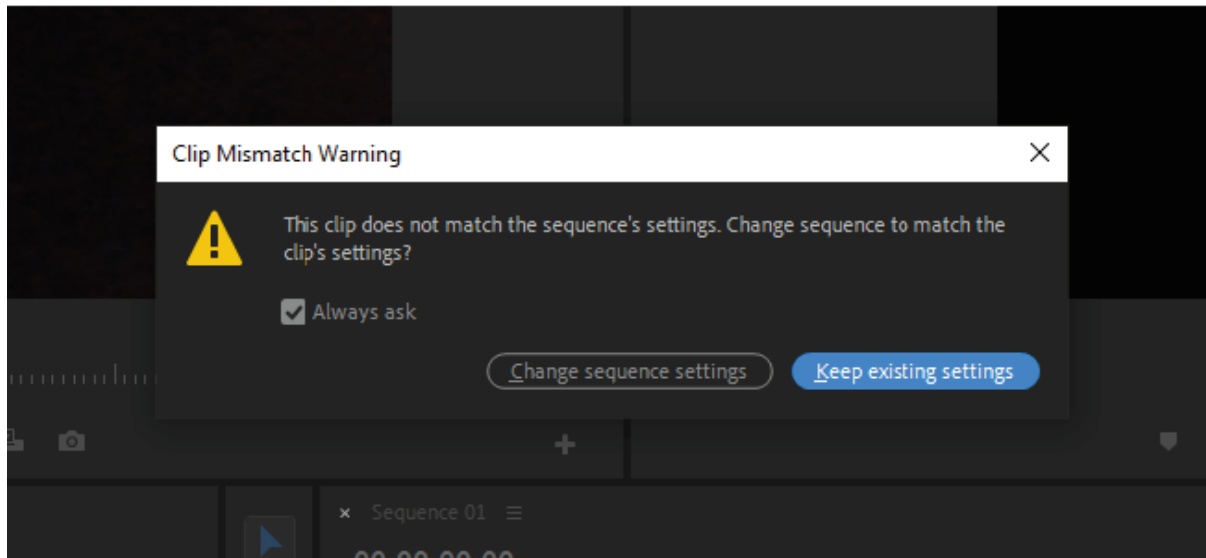 Clip Mismatch Warning
This clip does not match the sequence's settings. Change sequence to match the
clip's settings?
Always ask
Change sequence settings
Keep existing settings
Sequence 01